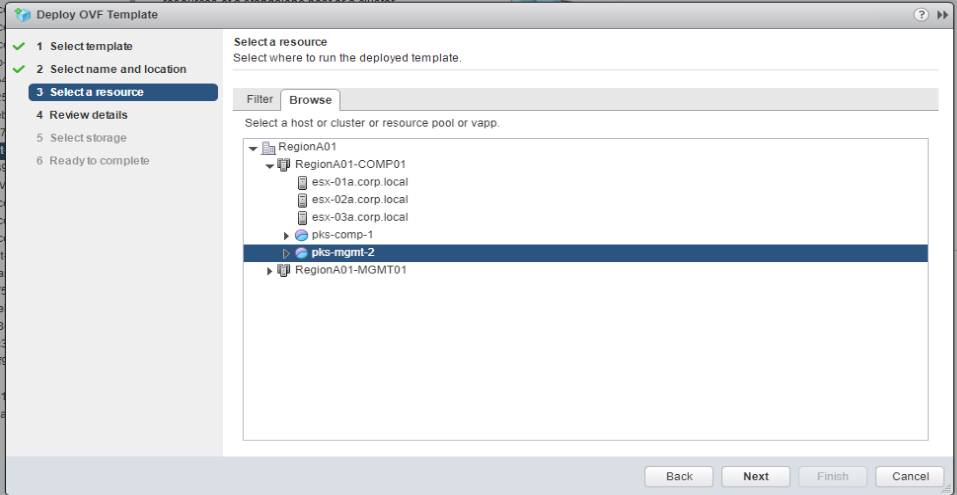 Deploy OVF Template
1 Select template
2 Select name and location
3 Select a resource
4 Review details
5 Select storage
6 Ready to complete
Select a resource
Select where to run the deployed template.
Filter
Browse
Select a host or cluster or resource pool or vapp.
RegionA01
RegionA01-COMP01
esx-01a.corp.local
esx-02a.corp.local
esx-03a.corp.local
pks-comp-1
pks-mgmt-2
RegionA01-MGMT01
Back
Next
Finish
Cancel